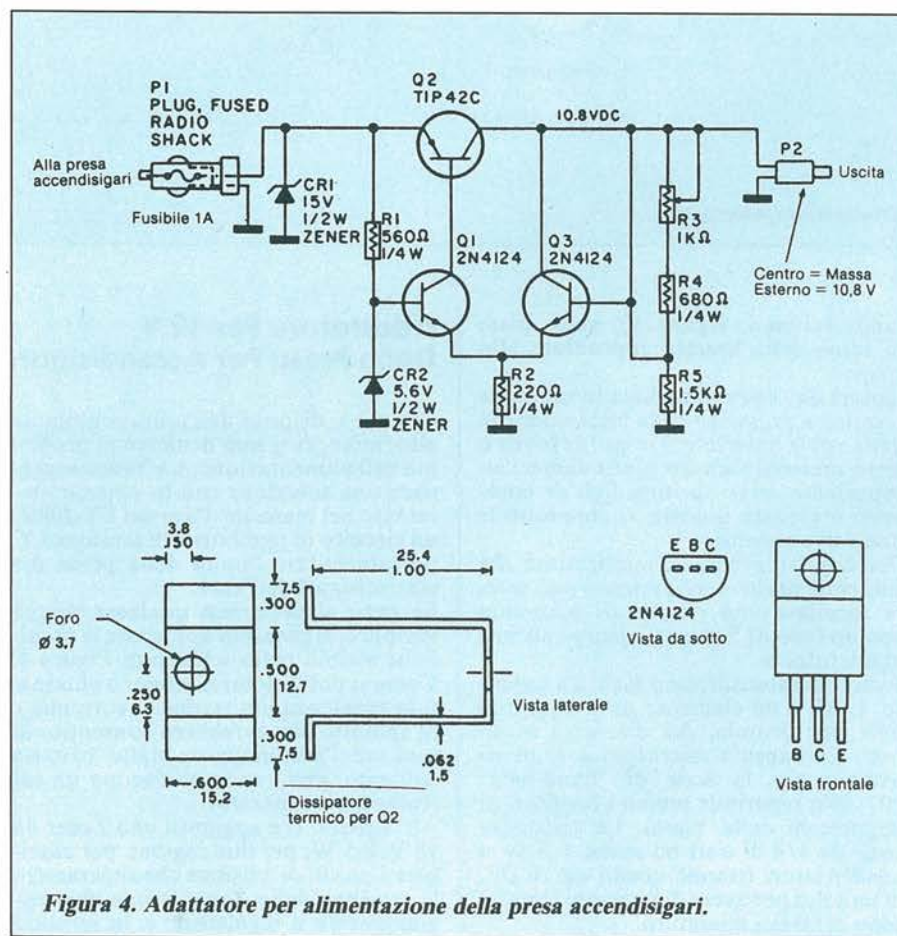 P1
PLUG, FUSED
RADIO
SHACK
Alla presa
accendisigari
Fusibile 1A
CR1
15V
1/2W
ZENER
R1
560Ω
1/4W
CR2
5.6V
1/2W
ZENER
Q2
TIP42C
Q1
2N4124
Q3
2N4124
R2
220Ω
1/4W
10.8VDC
R3
1KΩ
R4
680Ω
1/4W
R5
1.5KΩ
1/4W
P2
Uscita
Centro = Massa
Esterno = 10,8 V
3.8
.150
Foro
Ø 3.7
.250
6.3
.600
15.2
25.4
1.00
7.5
.300
.500
12.7
.300
7.5
.062
1.5
Vista laterale
Dissipatore
termico per Q2
E B C
2N4124
Vista da sotto
B C E
Vista frontale
Figura 4. Adattatore per alimentazione della presa accendisigari.